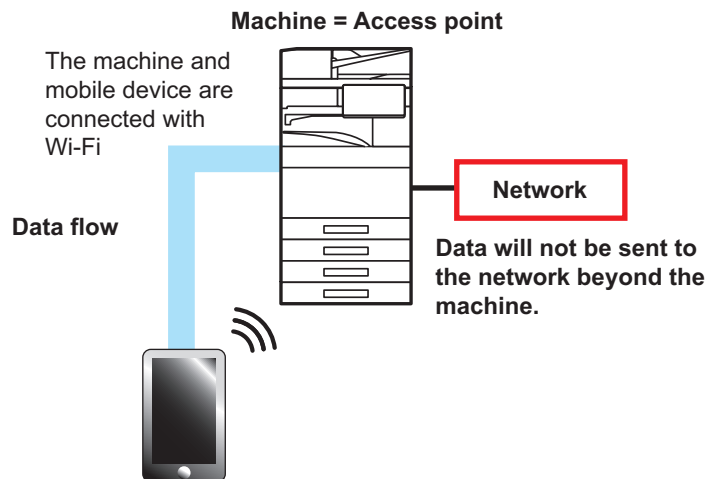 Machine = Access point
The machine and
mobile device are
connected with
Wi-Fi
Network
Data flow
Data will not be sent to
the network beyond the
machine.